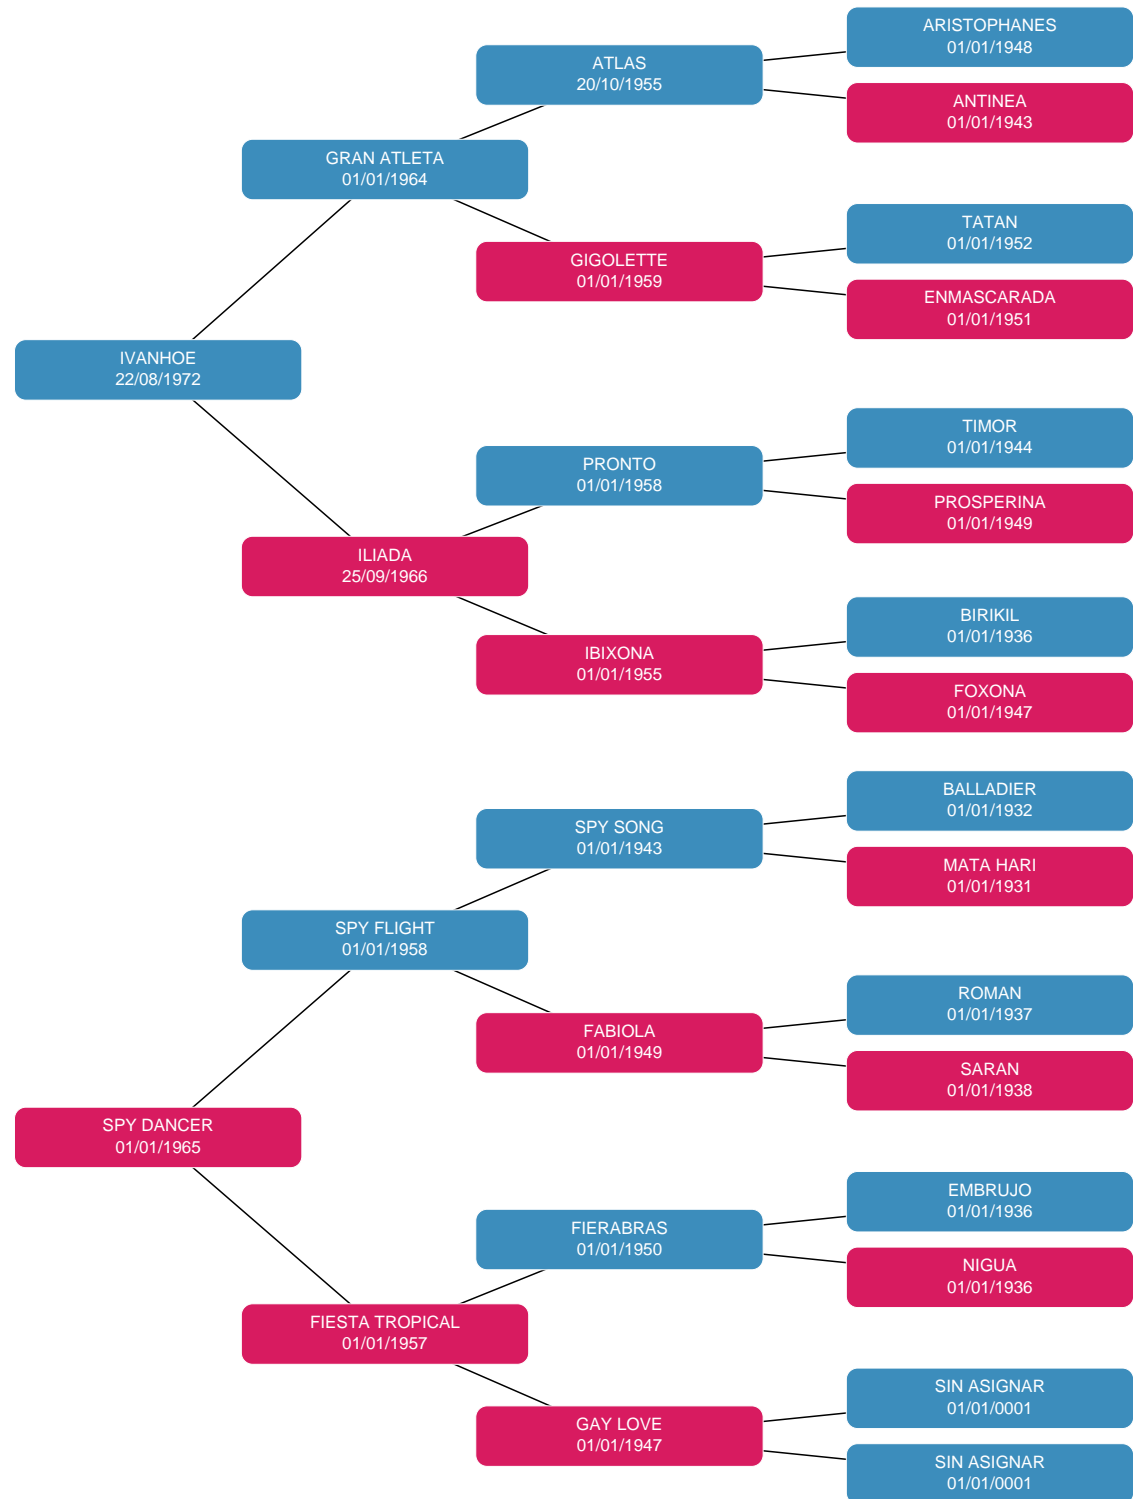 ARISTOPHANES
01/01/1948
ATLAS
20/10/1955
ANTINEA
01/01/1943
GRAN ATLETA
01/01/1964
TATAN
01/01/1952
GIGOLETTE
01/01/1959
ENMASCARADA
01/01/1951
IVANHOE
22/08/1972
TIMOR
01/01/1944
PRONTO
01/01/1958
PROSPERINA
01/01/1949
ILIADA
25/09/1966
BIRIKIL
01/01/1936
IBIXONA
01/01/1955
FOXONA
01/01/1947
BALLADIER
01/01/1932
SPY SONG
01/01/1943
MATA HARI
01/01/1931
SPY FLIGHT
01/01/1958
ROMAN
01/01/1937
FABIOLA
01/01/1949
SARAN
01/01/1938
SPY DANCER
01/01/1965
EMBRUJO
01/01/1936
FIERABRAS
01/01/1950
NIGUA
01/01/1936
FIESTA TROPICAL
01/01/1957
SIN ASIGNAR
01/01/0001
GAY LOVE
01/01/1947
SIN ASIGNAR
01/01/0001